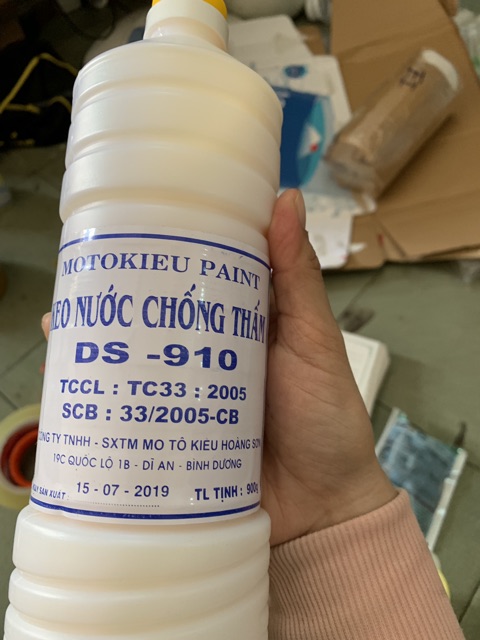 MOTOKIEU PAINT
KEO NƯỚC CHỐNG THẤM
DS -910
TCCL : TC33 : 2005
SCB : 33/2005-CB
CÔNG TY TNHH - SXTM MO TÔ KIỀU HOÀNG SƠN
19C QUỐC LỘ 1B - DĨ AN - BÌNH DƯƠNG
SẢN XUẤT 15 - 07 - 2019 TL TỊNH : 900g